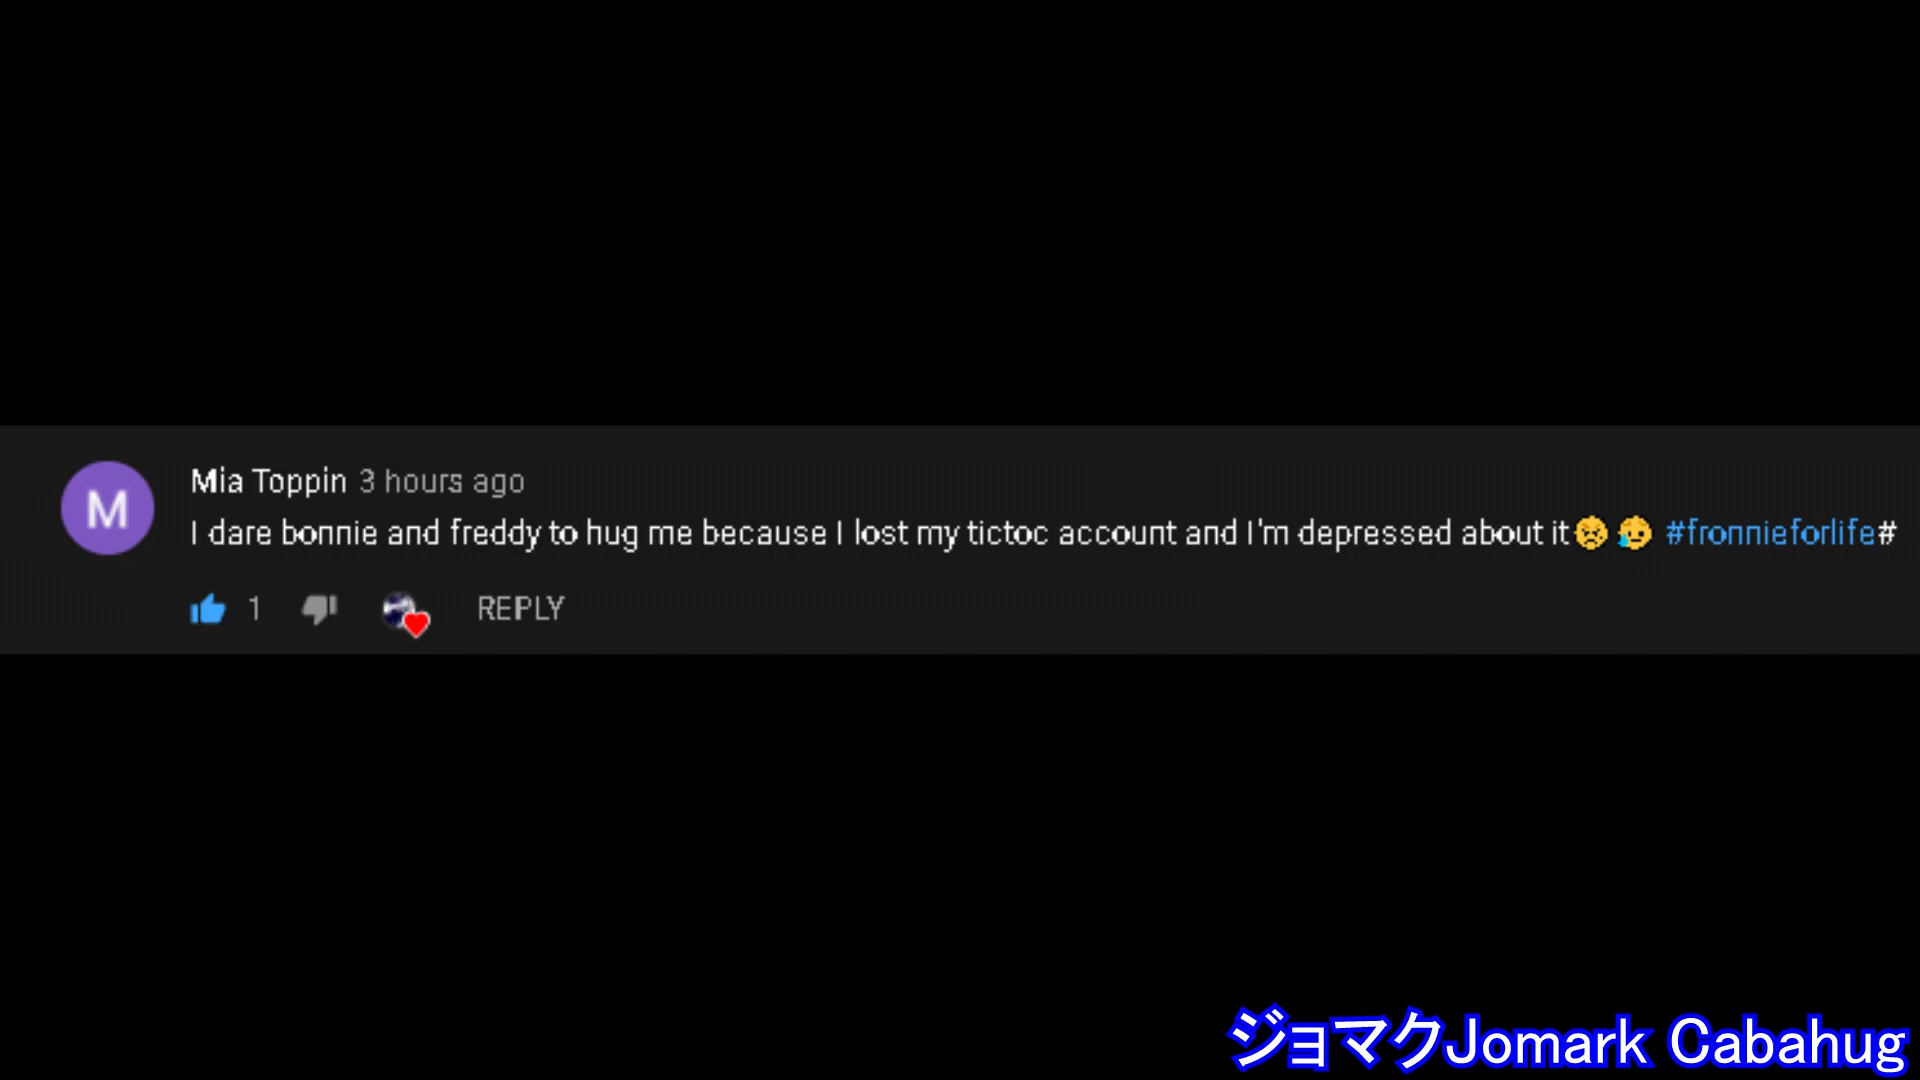 M
Mia Toppin 3 hours ago
I dare bonnie and freddy to hug me because I lost my tictoc account and I'm depressed about it😢😥 #fronnieforlife#
1 REPLY
ジョマクJomark Cabahug